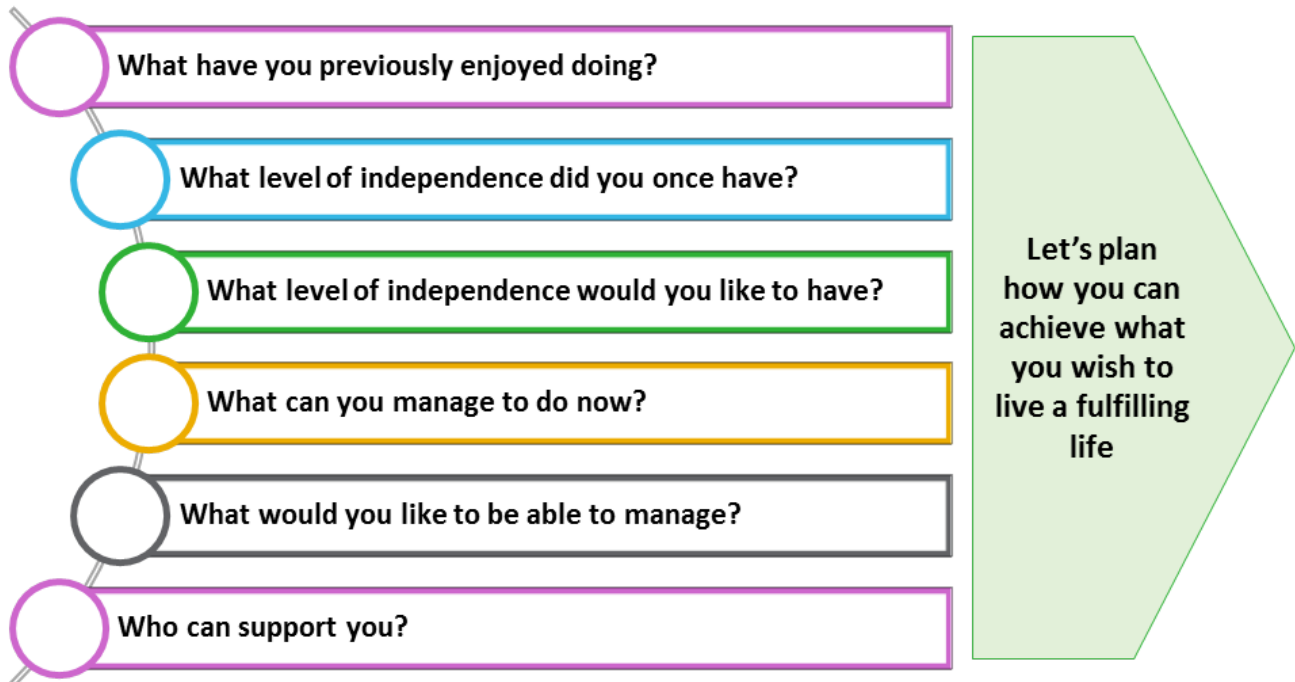 What have you previously enjoyed doing?
What level of independence did you once have?
What level of independence would you like to have?
What can you manage to do now?
What would you like to be able to manage?
Who can support you?
Let’s plan
how you can
achieve what
you wish to
live a fulfilling
life